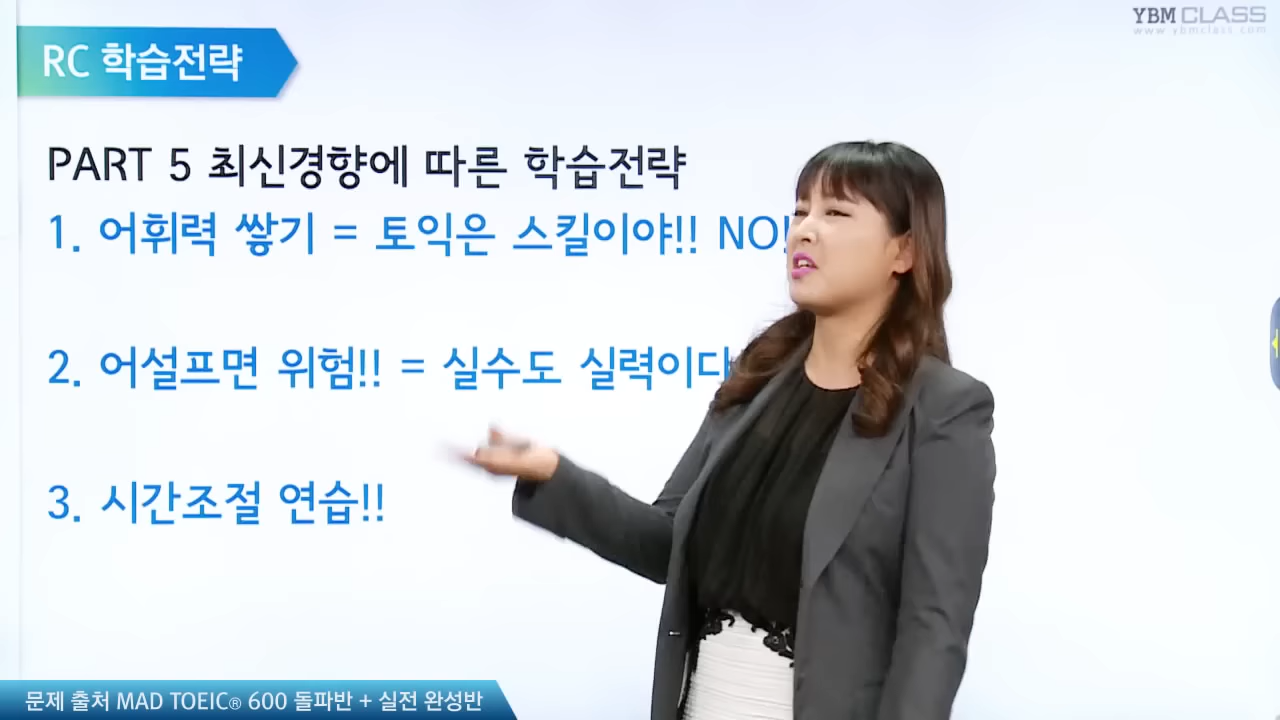 YBM CLASS
www.ybmclass.com
RC 학습전략
PART 5 최신경향에 따른 학습전략
1. 어휘력 쌓기 = 토익은 스킬이야!! NO!
2. 어설프면 위험!! = 실수도 실력이다
3. 시간조절 연습!!
문제 출처 MAD TOEIC® 600 돌파반 + 실전 완성반